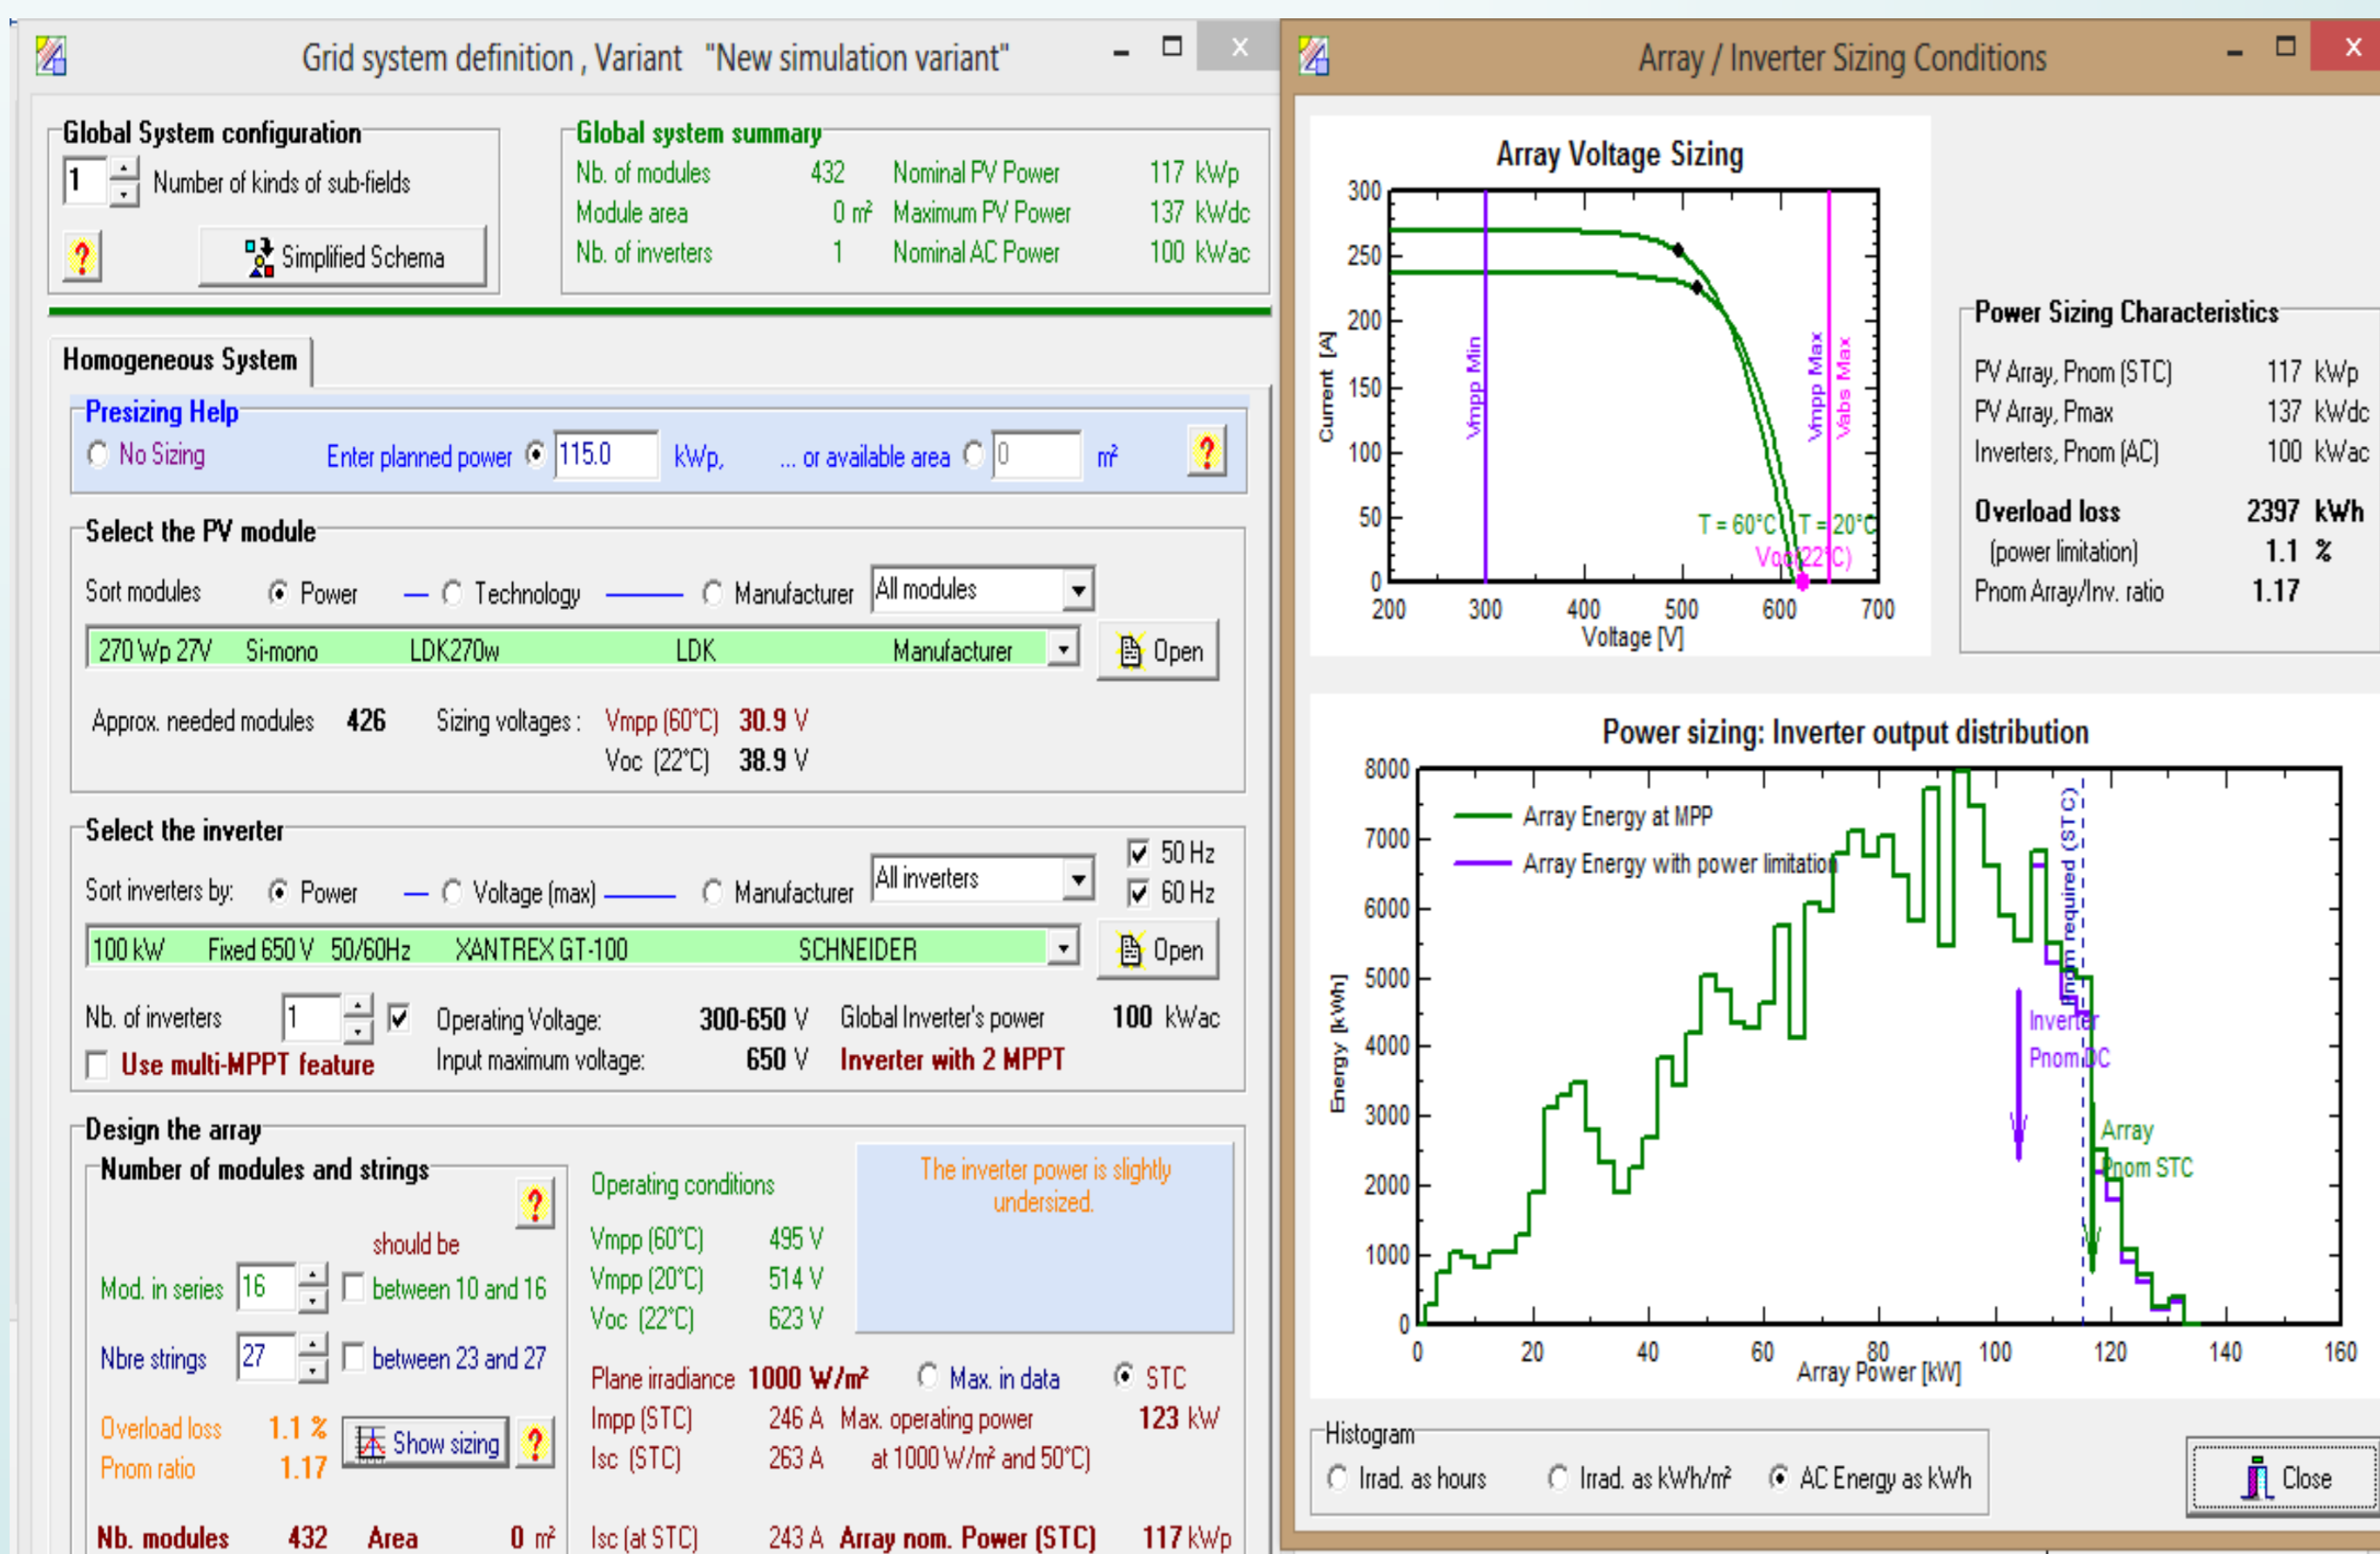 Grid system definition , Variant "New simulation variant"
Global System configuration
1 Number of kinds of sub-fields
? Simplified Schema
Global system summary
Nb. of modules 432 Nominal PV Power 117 kWp
Module area 0 m² Maximum PV Power 137 kWdc
Nb. of inverters 1 Nominal AC Power 100 kWac
Homogeneous System
Presizing Help
No Sizing Enter planned power 115.0 kWp, ... or available area 0 m² ?
Select the PV module
Sort modules Power Technology Manufacturer All modules
270 Wp 27V Si-mono LDK270w LDK Manufacturer Open
Approx. needed modules 426 Sizing voltages : Vmpp (60°C) 30.9 V
Voc (22°C) 38.9 V
Select the inverter
50 Hz
Sort inverters by: Power Voltage (max) Manufacturer All inverters 60 Hz
100 kW Fixed 650 V 50/60Hz XANTREX GT-100 SCHNEIDER Open
Nb. of inverters 1 Operating Voltage: 300-650 V Global Inverter's power 100 kWac
Use multi-MPPT feature Input maximum voltage: 650 V Inverter with 2 MPPT
Design the array
Number of modules and strings
?
should be
Mod. in series 16 between 10 and 16
Nbre strings 27 between 23 and 27
Overload loss 1.1 %
Pnom ratio 1.17
Show sizing ?
Nb. modules 432 Area 0 m²
Operating conditions
Vmpp (60°C) 495 V
Vmpp (20°C) 514 V
Voc (22°C) 623 V
The inverter power is slightly
undersized.
Plane irradiance 1000 W/m² Max. in data STC
Impp (STC) 246 A Max. operating power 123 kW
Isc (STC) 263 A at 1000 W/m² and 50°C)
Isc (at STC) 243 A Array nom. Power (STC) 117 kWp
Array / Inverter Sizing Conditions
Array Voltage Sizing
300
250
200
150
100
50
0
Current [A]
Vmpp Min
Vmpp Max
Vabs Max
T = 60°C T = 20°C
Voc(22°C)
200 300 400 500 600 700
Voltage [V]
Power Sizing Characteristics
PV Array, Pnom (STC) 117 kWp
PV Array, Pmax 137 kWdc
Inverters, Pnom (AC) 100 kWac
Overload loss 2397 kWh
(power limitation) 1.1 %
Pnom Array/Inv. ratio 1.17
Power sizing: Inverter output distribution
8000
7000
6000
5000
4000
3000
2000
1000
0
Energy [kWh]
Array Energy at MPP
Array Energy with power limitation
Pnom required (STC)
Inverter
Pnom DC
Array
Pnom STC
0 20 40 60 80 100 120 140 160
Array Power [kW]
Histogram
Irrad. as hours Irrad. as kWh/m² AC Energy as kWh
Close